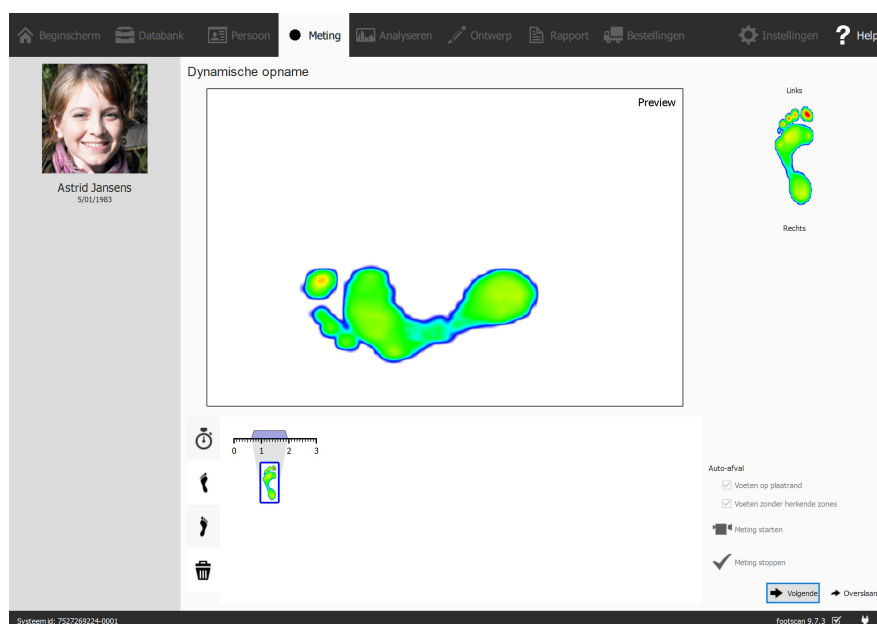 Beginscherm Databank Persoon Meting Analyseren Ontwerp Rapport Bestellingen Instellingen ? Help
Dynamische opname
Astrid Jansens
5/01/1983
Preview
Links
Rechts
0 1 2 3
Auto-afval
Voeten op plaatrand
Voeten zonder herkende zones
Meting starten
Meting stoppen
Volgende Overslaan
Systeem id: 7527269224-0001 footscan 9.7.3